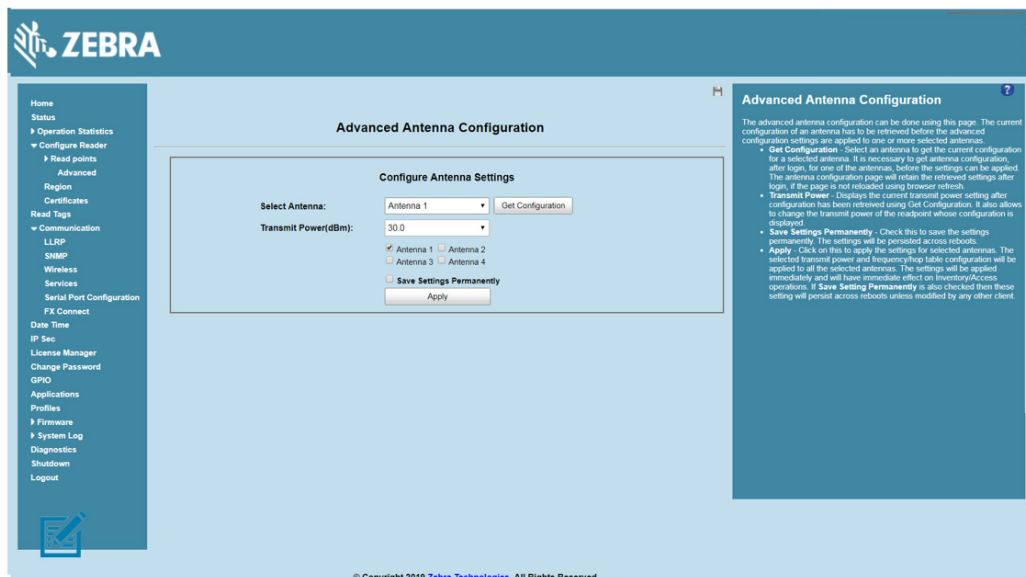 ZEBRA
Home
Status
Operation Statistics
Configure Reader
Read points
Advanced
Region
Certificates
Read Tags
Communication
LLRP
SNMP
Wireless
Services
Serial Port Configuration
FX Connect
Date Time
IP Sec
License Manager
Change Password
GPIO
Applications
Profiles
Firmware
System Log
Diagnostics
Shutdown
Logout
Advanced Antenna Configuration
Configure Antenna Settings
Select Antenna: Antenna 1 Get Configuration
Transmit Power(dBm): 30.0
Antenna 1 Antenna 2
Antenna 3 Antenna 4
Save Settings Permanently
Apply
?
Advanced Antenna Configuration
The advanced antenna configuration can be done using this page. The current
configuration of an antenna has to be retrieved before the advanced
configuration settings are applied to one or more selected antennas.
• Get Configuration - Select an antenna to get the current configuration
for a selected antenna. It is necessary to get antenna configuration,
after login, for one of the antennas, before the settings can be applied.
The antenna configuration page will retain the retrieved settings after
login, if the page is not reloaded using browser refresh.
• Transmit Power - Displays the current transmit power setting after
configuration has been retreived using Get Configuration. It also allows
to change the transmit power of the readpoint whose configuration is
displayed.
• Save Settings Permanently - Check this to save the settings
permanently. The settings will be persisted across reboots.
• Apply - Click on this to apply the settings for selected antennas. The
selected transmit power and frequency/hop table configuration will be
applied to all the selected antennas. The settings will be applied
immediately and will have immediate effect on Inventory/Access
operations. If Save Setting Permanently is also checked then these
setting will persist across reboots unless modified by any other client.
© Copyright 2019 Zebra Technologies. All Rights Reserved